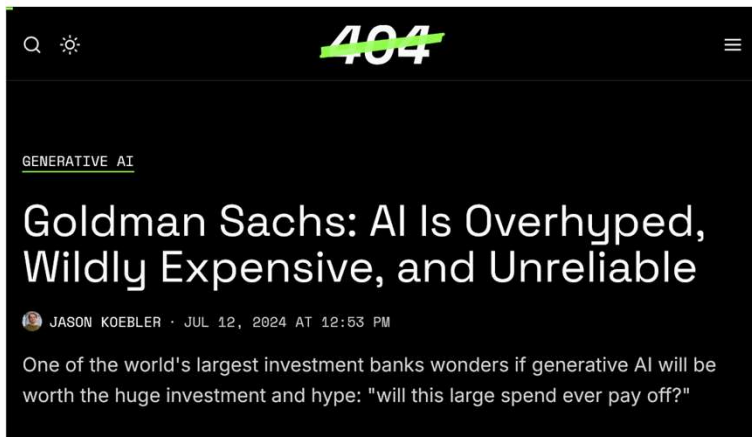 404
GENERATIVE AI
Goldman Sachs: AI Is Overhyped,
Wildly Expensive, and Unreliable
JASON KOEBLER · JUL 12, 2024 AT 12:53 PM
One of the world's largest investment banks wonders if generative AI will be
worth the huge investment and hype: "will this large spend ever pay off?"